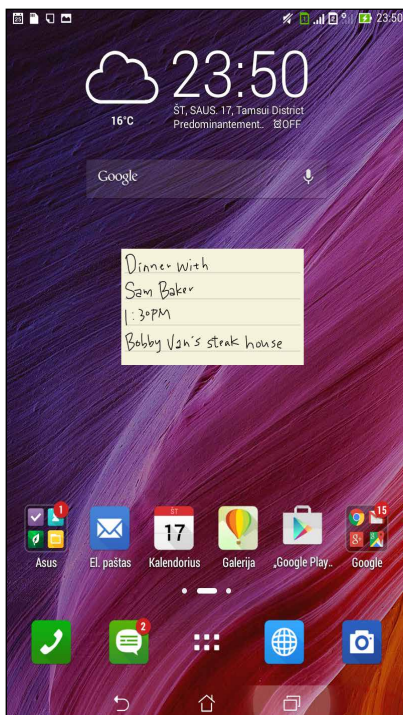 23:50
23:50
16°C
ŠT, SAUS. 17, Tamsui District
Predominantement.. OFF
Google
Dinner with
Sam Baker
1:30PM
Bobby Van's steak house
1
ŠT
17
15
Asus
El. paštas
Kalendorius
Galerija
„Google Play..
Google
2